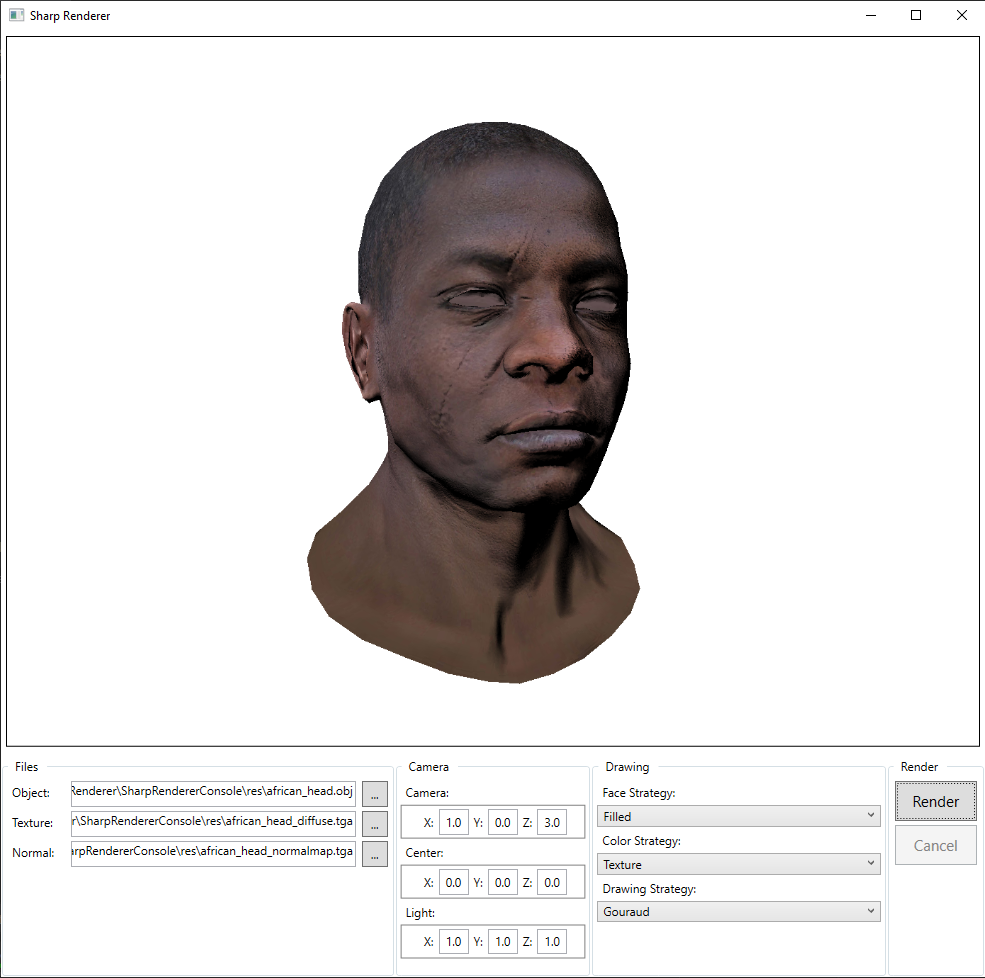 Sharp Renderer
Files
Object: Renderer\SharpRendererConsole\res\african_head.obj ...
Texture: r\SharpRendererConsole\res\african_head_diffuse.tga ...
Normal: arpRendererConsole\res\african_head_normalmap.tga ...
Camera
Camera:
X: 1.0 Y: 0.0 Z: 3.0
Center:
X: 0.0 Y: 0.0 Z: 0.0
Light:
X: 1.0 Y: 1.0 Z: 1.0
Drawing
Face Strategy:
Filled
Color Strategy:
Texture
Drawing Strategy:
Gouraud
Render
Render
Cancel